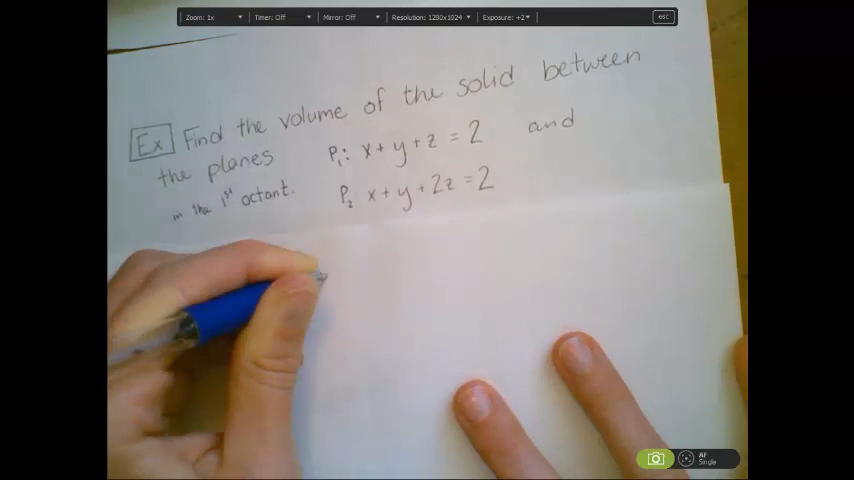 Zoom: 1x Timer: Off Mirror: Off Resolution: 1280x1024 Exposure: +2 esc
Ex Find the volume of the solid between
the planes P₁: x + y + z = 2 and
in the 1st octant. P₂ x + y + 2z = 2
AF
Single